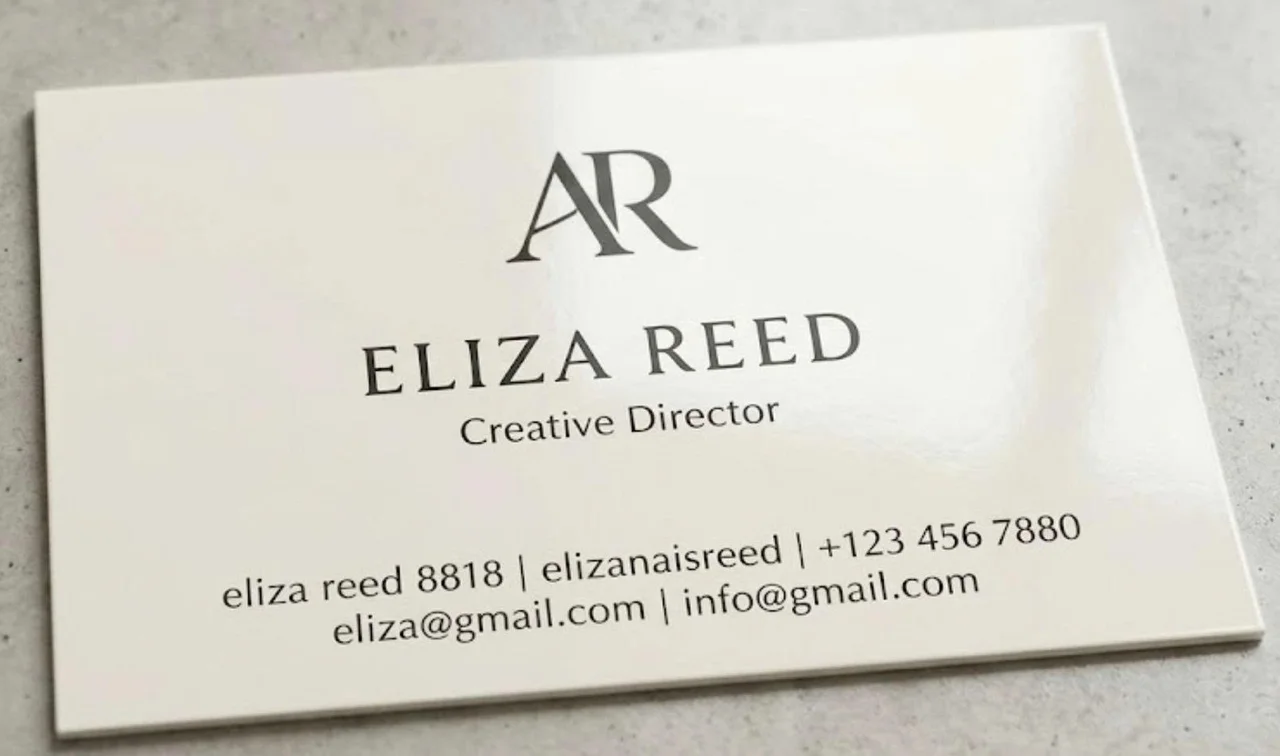 AR
ELIZA REED
Creative Director
eliza reed 8818 | elizanaisreed | +123 456 7880
eliza@gmail.com | info@gmail.com